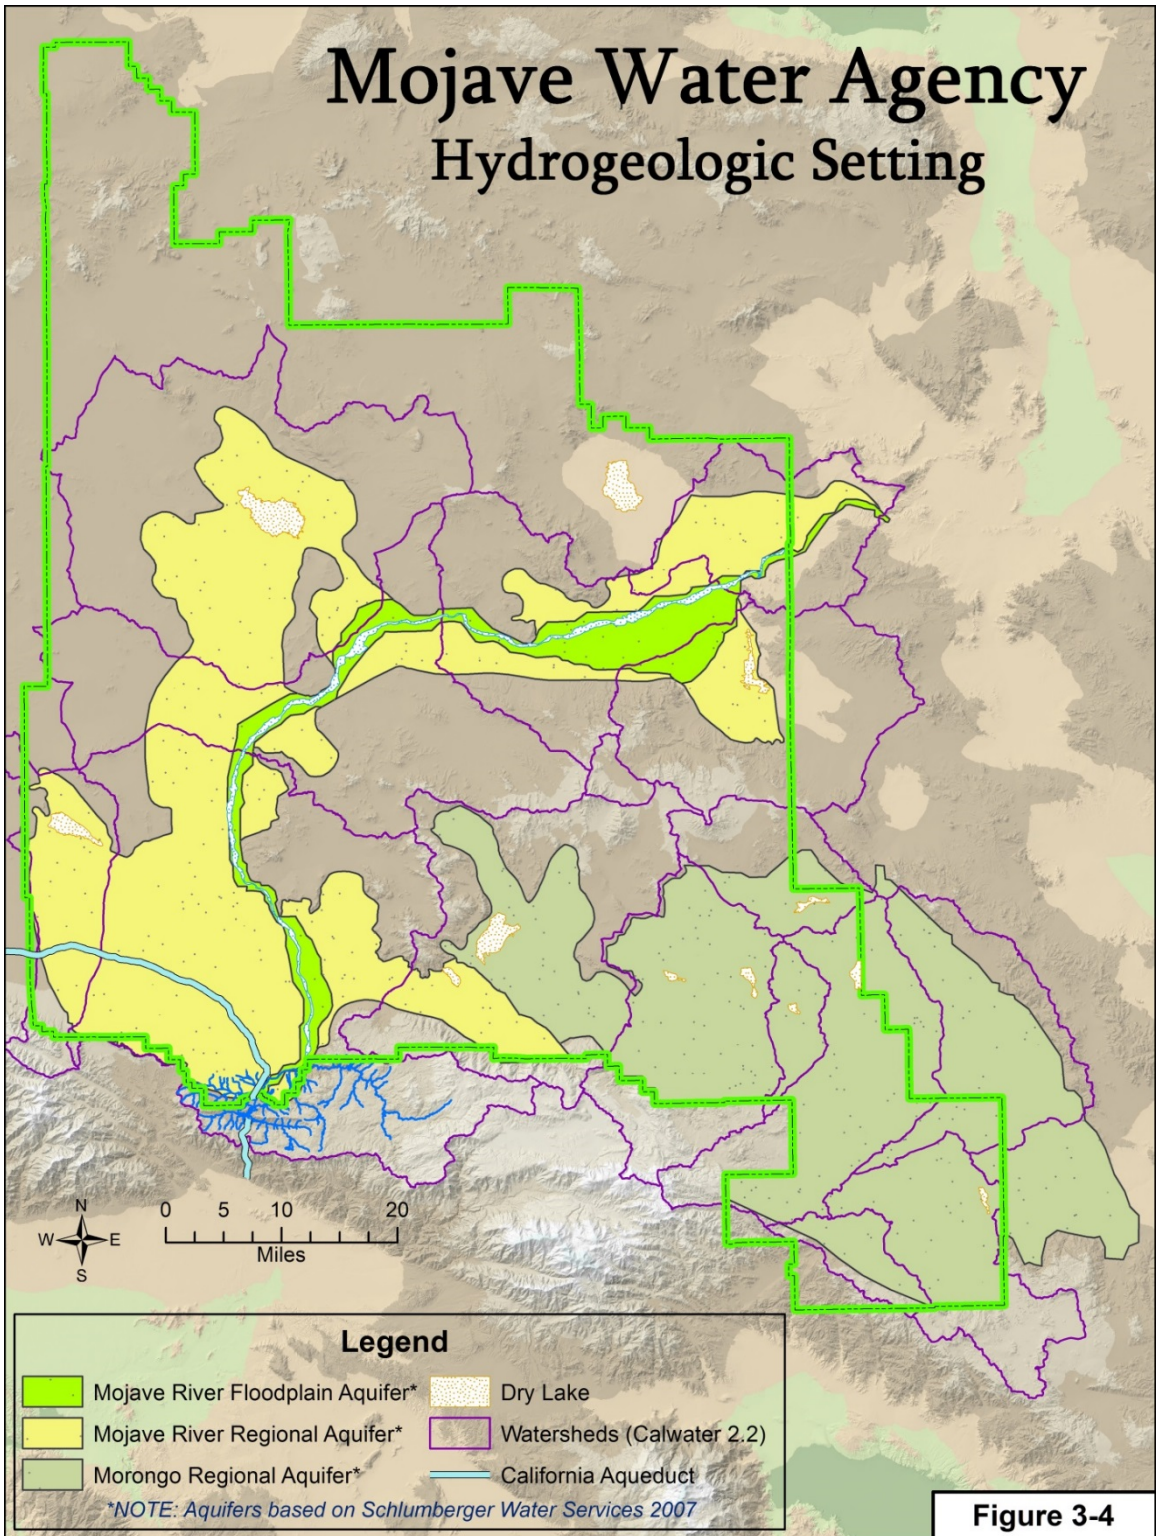 Mojave Water Agency
Hydrogeologic Setting
N
W E
S
0 5 10 20
Miles
Legend
Mojave River Floodplain Aquifer*
Mojave River Regional Aquifer*
Morongo Regional Aquifer*
Dry Lake
Watersheds (Calwater 2.2)
California Aqueduct
*NOTE: Aquifers based on Schlumberger Water Services 2007
Figure 3-4